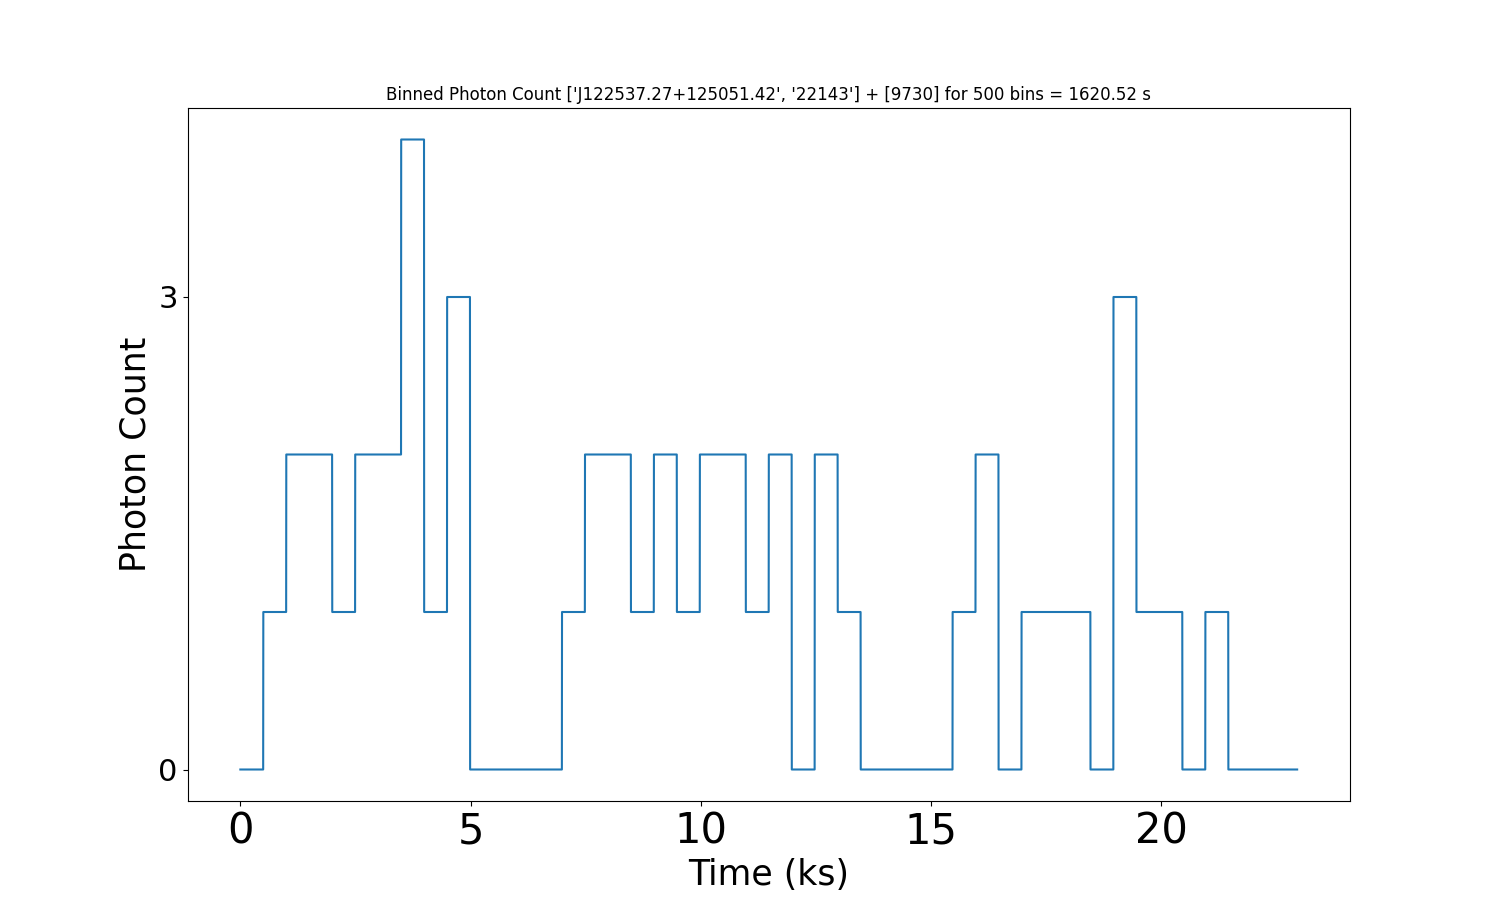 Binned Photon Count ['J122537.27+125051.42', '22143'] + [9730] for 500 bins = 1620.52 s
3
Photon Count
0
0 5 10 15 20
Time (ks)